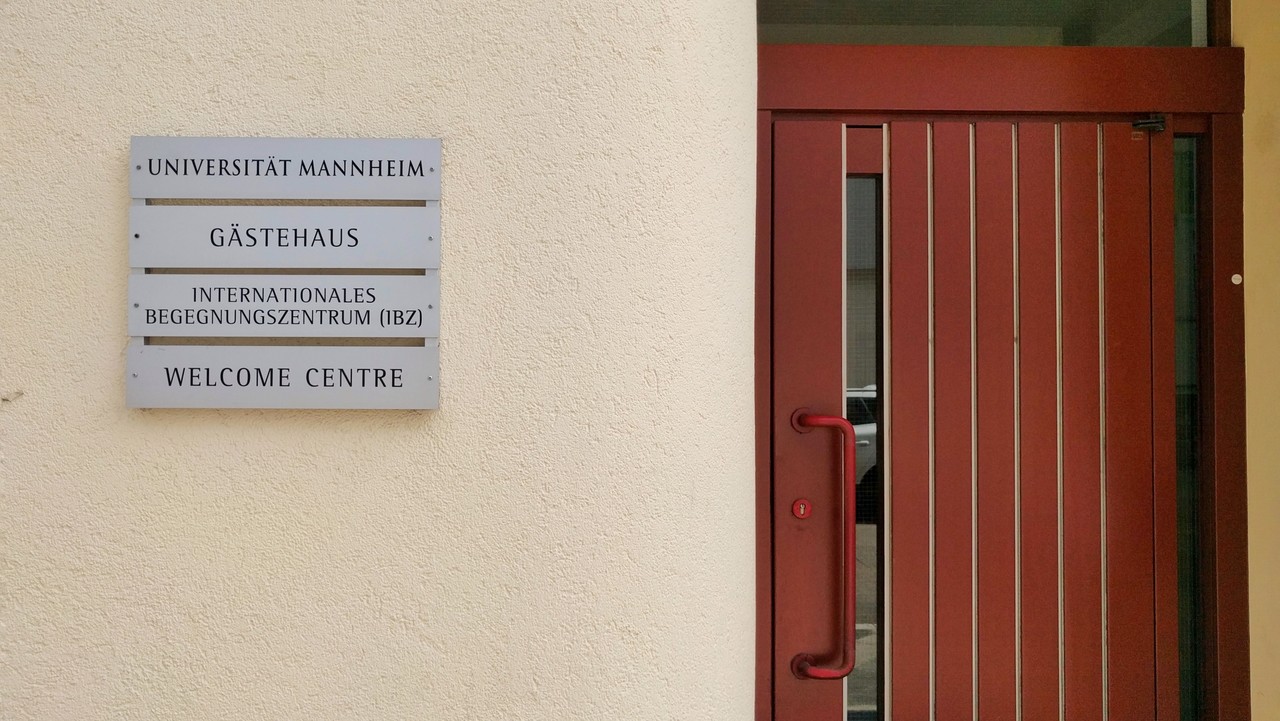 UNIVERSITÄT MANNHEIM
GÄSTEHAUS
INTERNATIONALES
BEGEGNUNGSZENTRUM (IBZ)
WELCOME CENTRE